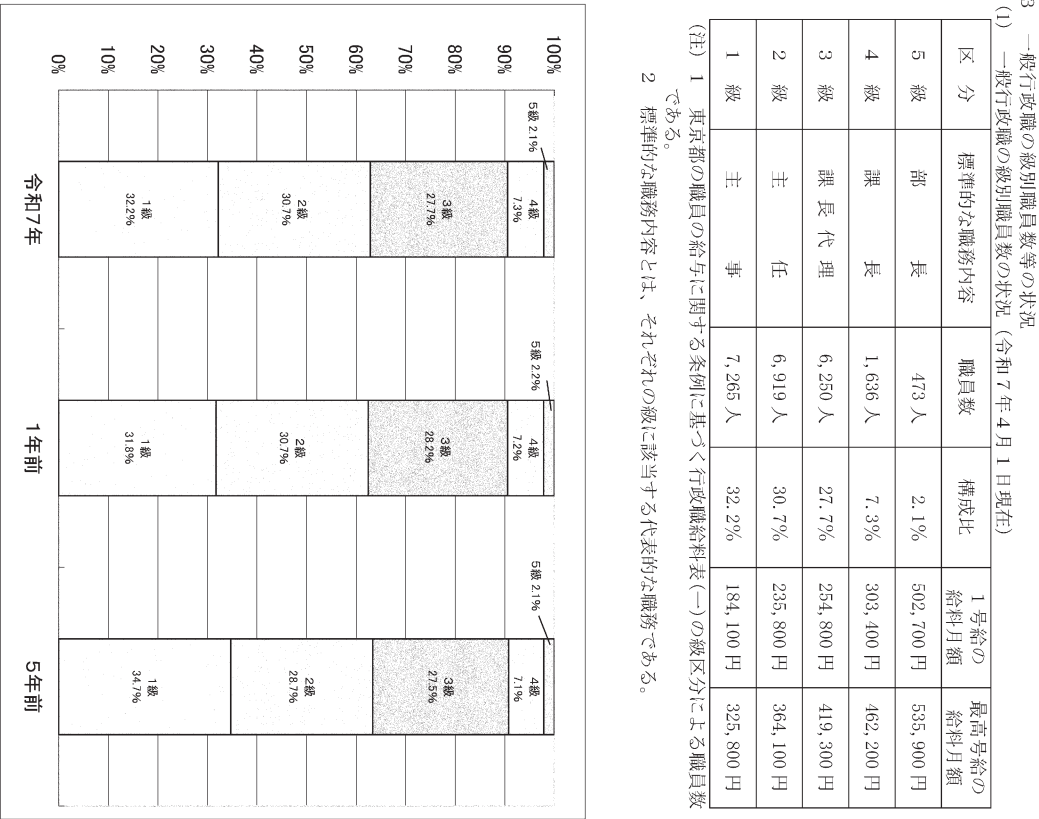 3 一般行政職の級別職員数等の状況
(1) 一般行政職の級別職員数の状況（令和7年4月1日現在）
区 分 標準的な職務内容 職員数 構成比 1号給の給料月額 最高号給の給料月額
5 級 部 長 473人 2.1% 502,700円 535,900円
4 級 課 長 1,636人 7.3% 303,400円 462,200円
3 級 課長代理 6,250人 27.7% 254,800円 419,300円
2 級 主 任 6,919人 30.7% 235,800円 364,100円
1 級 主 事 7,265人 32.2% 184,100円 325,800円
(注) 1 東京都の職員の給与に関する条例に基づく行政職給料表(一)の級区分による職員数
である。
2 標準的な職務内容とは、それぞれの級に該当する代表的な職務である。
100%
90%
80%
70%
60%
50%
40%
30%
20%
10%
0%
5級 2.1%
4級
7.3%
3級
27.7%
2級
30.7%
1級
32.2%
令和7年
5級 2.2%
4級
7.2%
3級
28.2%
2級
30.7%
1級
31.8%
1年前
5級 2.1%
4級
7.1%
3級
27.5%
2級
28.7%
1級
34.7%
5年前